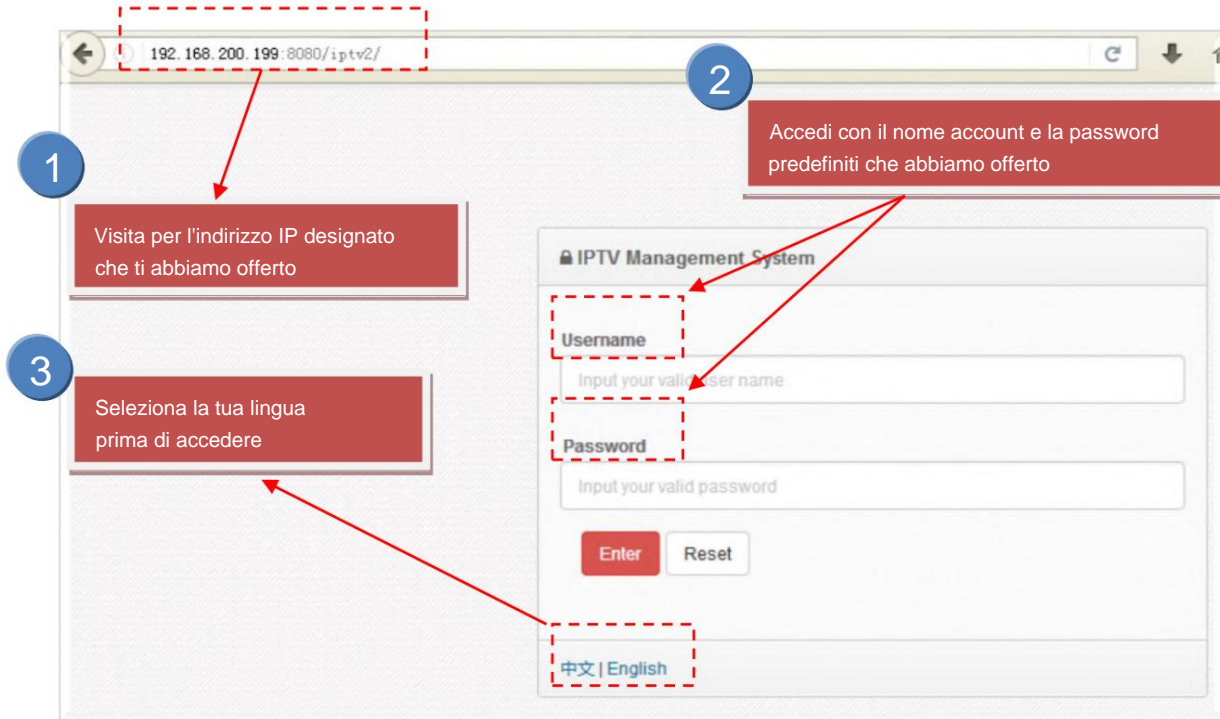 192.168.200.199:8080/iptv2/
2
Accedi con il nome account e la password
predefiniti che abbiamo offerto
1
Visita per l'indirizzo IP designato
che ti abbiamo offerto
IPTV Management System
Username
Input your valid user name
3
Seleziona la tua lingua
prima di accedere
Password
Input your valid password
Enter Reset
中文 | English